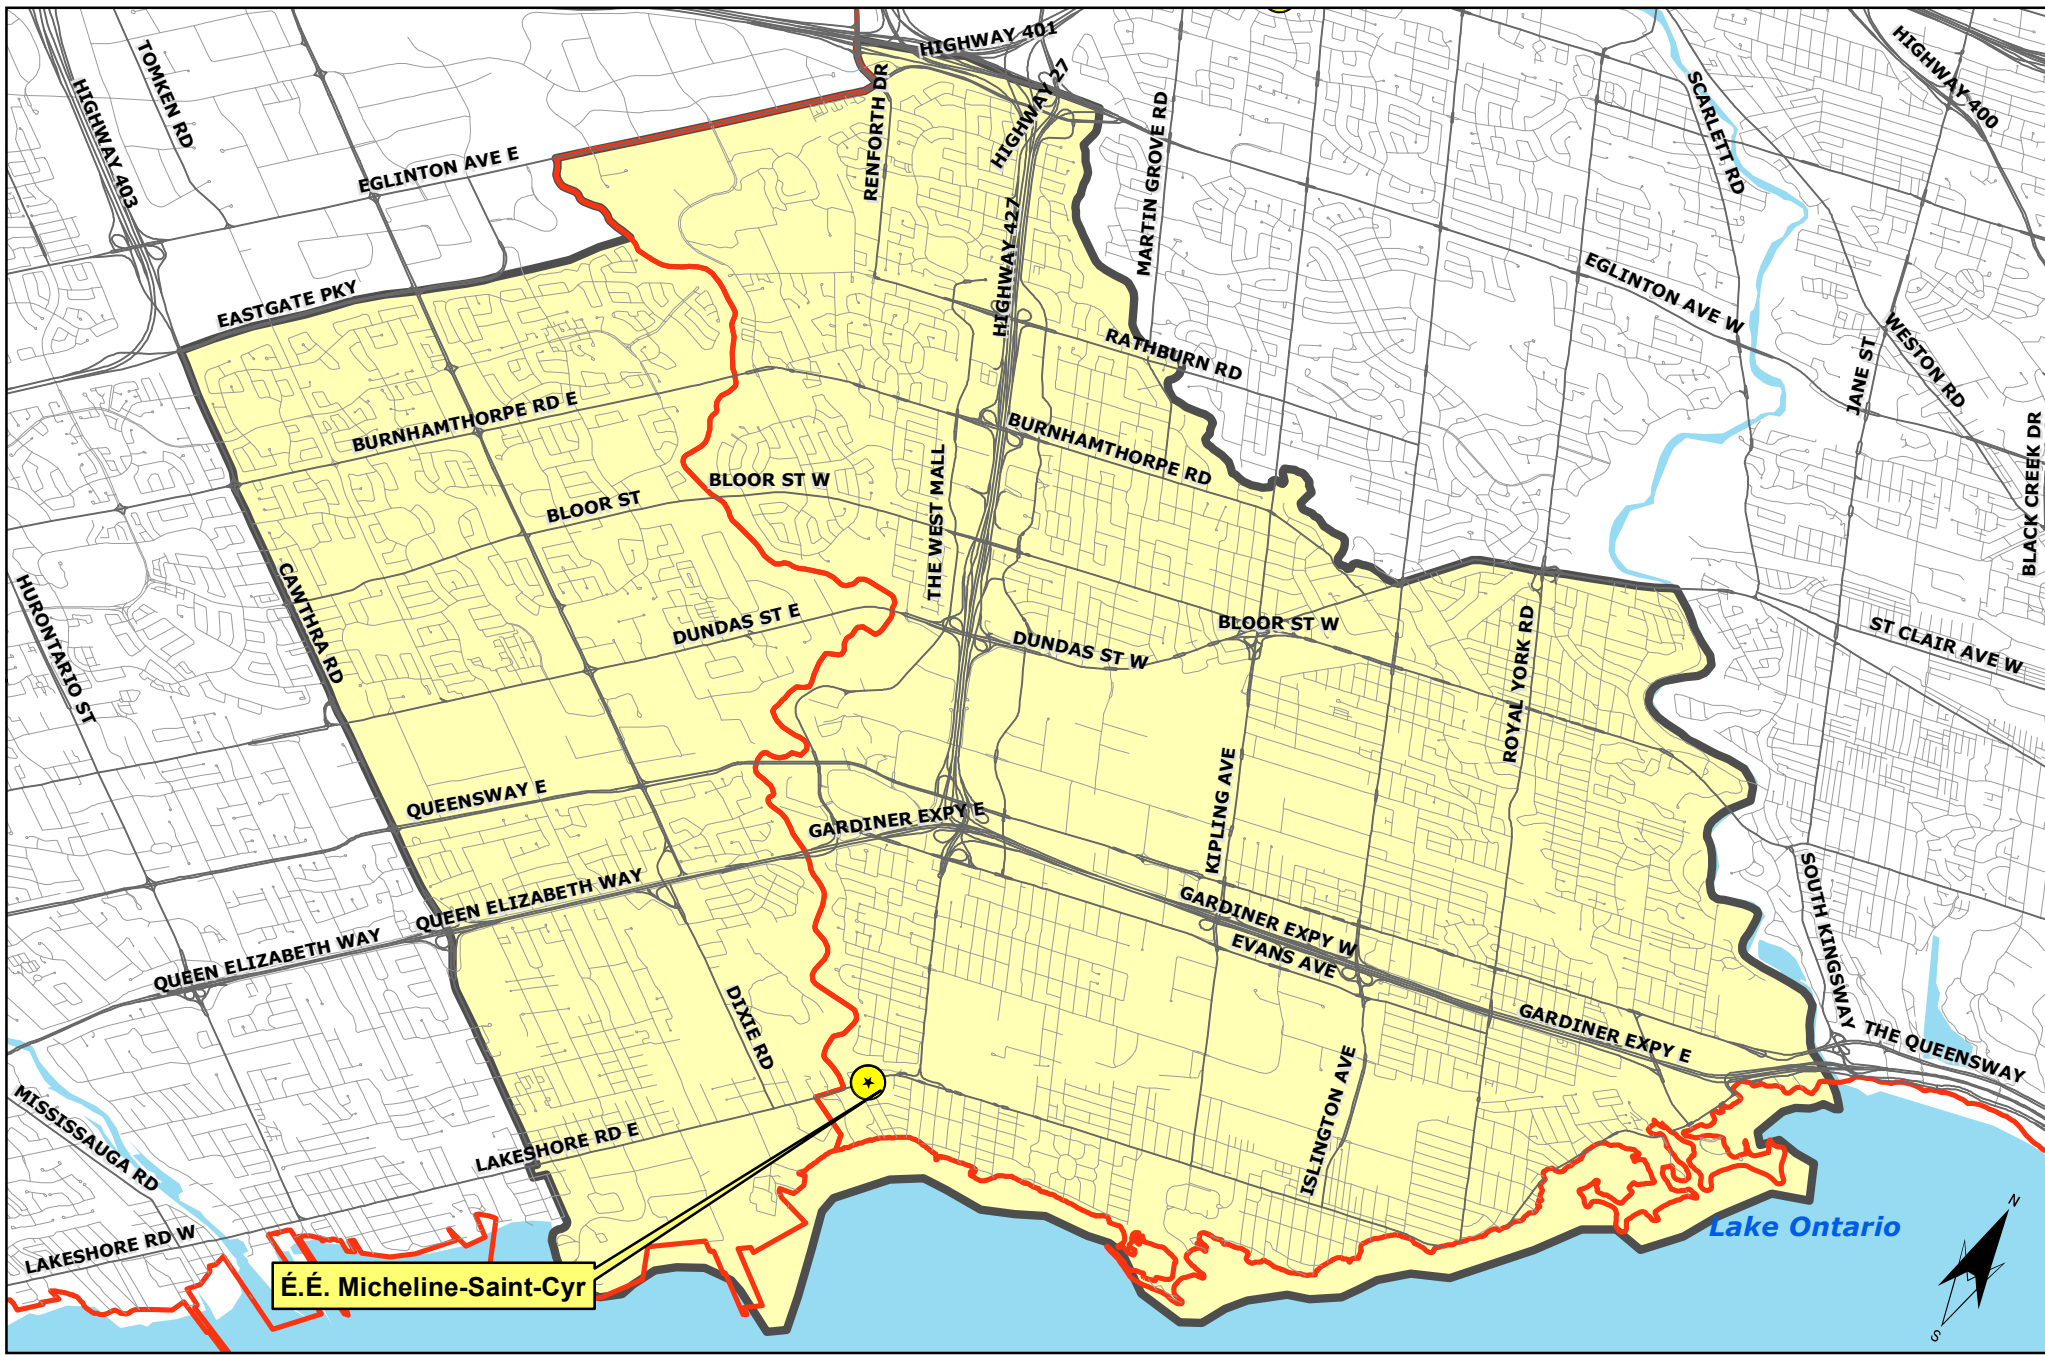 HIGHWAY 401
TOMKEN RD
HIGHWAY 403
HIGHWAY 400
RENFORTH DR
HIGHWAY 27
MARTIN GROVE RD
SCARLETT RD
EGLINTON AVE E
HIGHWAY 427
EASTGATE PKY
EGLINTON AVE W
RATHBURN RD
JANE ST
WESTON RD
BLACK CREEK DR
BURNHAMTHORPE RD E
BURNHAMTHORPE RD
BLOOR ST W
BLOOR ST
THE WEST MALL
HURONTARIO ST
CAWTHRA RD
DUNDAS ST E
DUNDAS ST W
BLOOR ST W
ROYAL YORK RD
ST CLAIR AVE W
QUEENSWAY E
GARDINER EXPY E
KIPLING AVE
QUEEN ELIZABETH WAY
QUEEN ELIZABETH WAY
GARDINER EXPY W
EVANS AVE
SOUTH KINGSWAY
DIXIE RD
GARDINER EXPY E
THE QUEENSWAY
MISSISSAUGA RD
ISLINGTON AVE
LAKESHORE RD E
LAKESHORE RD W
Lake Ontario
N
S
É.É. Micheline-Saint-Cyr